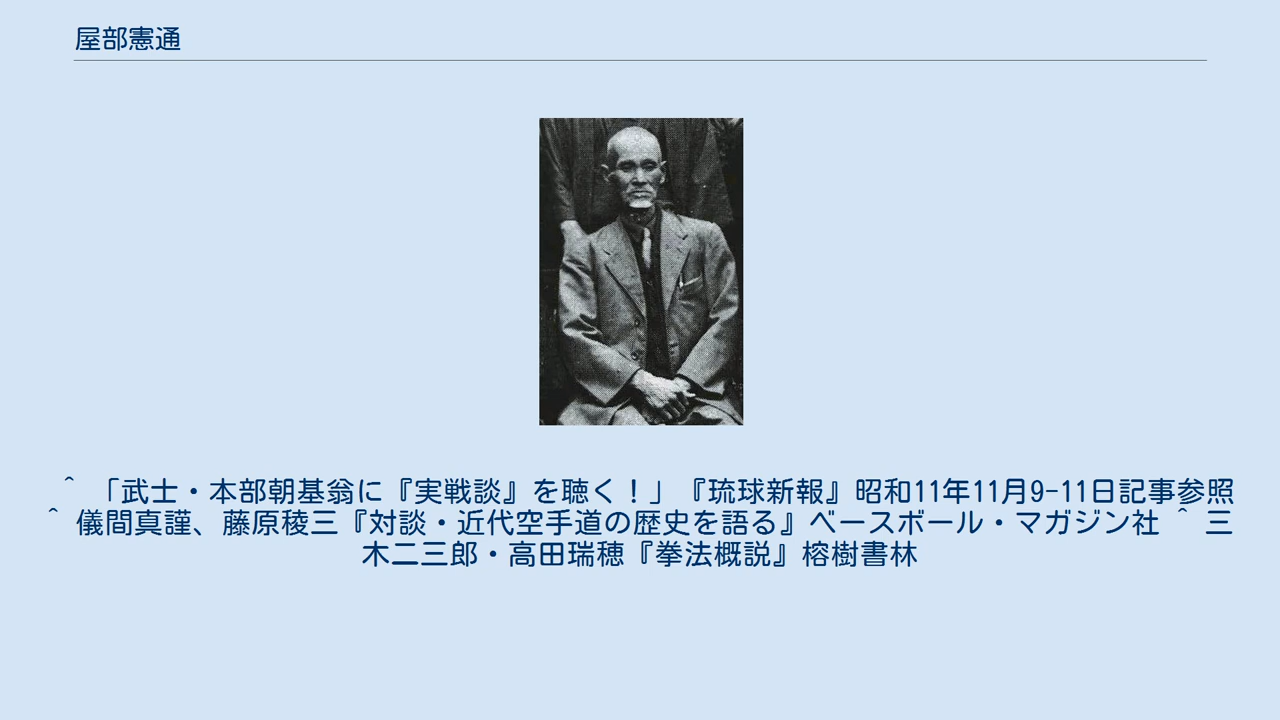 屋部憲通
^ 「武士・本部朝基翁に『実戦談』を聴く！」『琉球新報』昭和11年11月9-11日記事参照
^ 儀間真謹、藤原稜三『対談・近代空手道の歴史を語る』ベースボール・マガジン社 ^ 三
木二三郎・高田瑞穂『拳法概説』榕樹書林